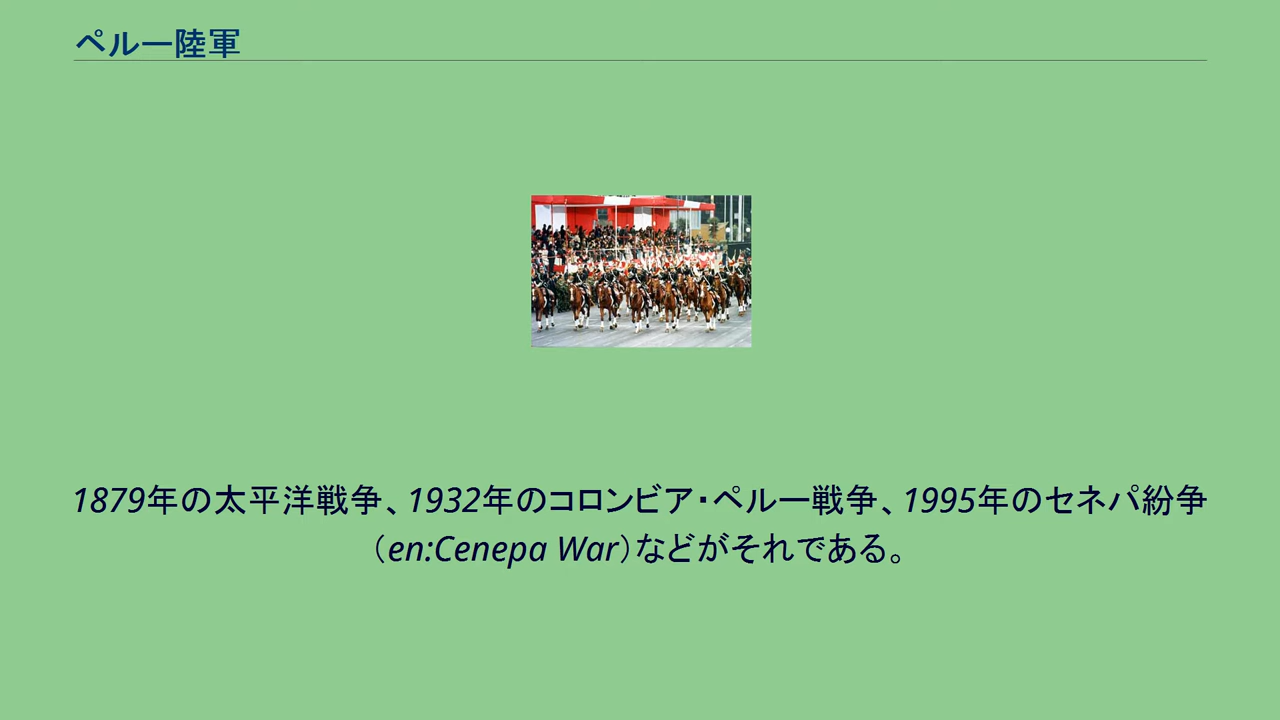 ペルー陸軍
1879年の太平洋戦争、1932年のコロンビア・ペルー戦争、1995年のセネパ紛争
（en:Cenepa War）などがそれである。